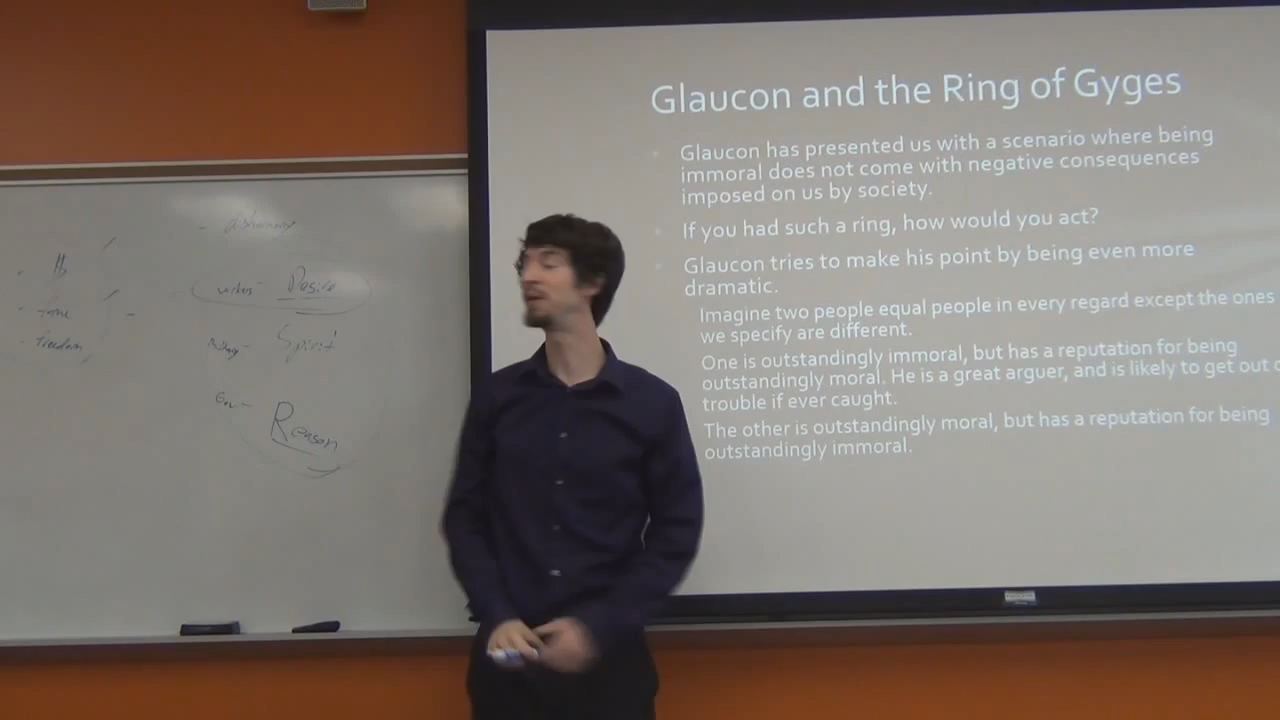 Glaucon and the Ring of Gyges
Glaucon has presented us with a scenario where being
immoral does not come with negative consequences
imposed on us by society.
If you had such a ring, how would you act?
Glaucon tries to make his point by being even more
dramatic.
Imagine two people equal people in every regard except the ones
we specify are different.
One is outstandingly immoral, but has a reputation for being
outstandingly moral. He is a great arguer, and is likely to get out
trouble if ever caught.
The other is outstandingly moral, but has a reputation for being
outstandingly immoral.
Desire
Spirit
Reason
freedom